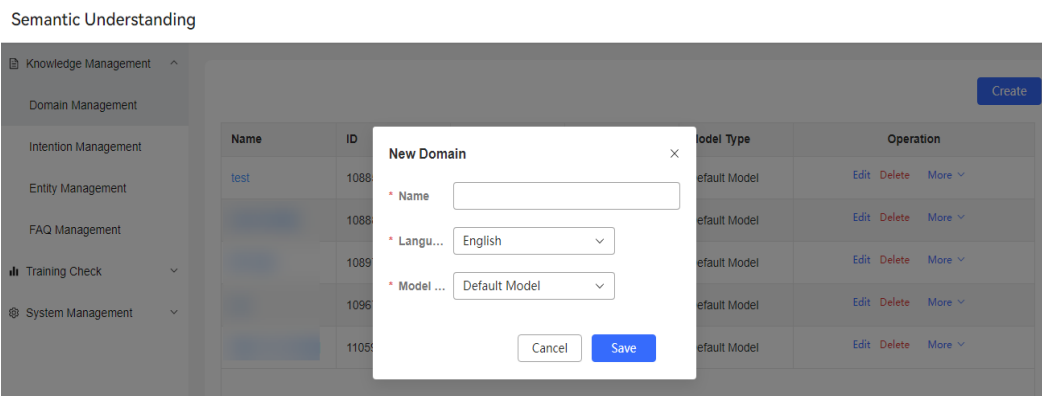 Semantic Understanding
Knowledge Management
Domain Management
Intention Management
Entity Management
FAQ Management
Training Check
System Management
Create
Name ID Model Type Operation
test 1088 efault Model Edit Delete More
1088 efault Model Edit Delete More
1089 efault Model Edit Delete More
1096 efault Model Edit Delete More
1105 efault Model Edit Delete More
New Domain
* Name
* Langu... English
* Model ... Default Model
Cancel Save